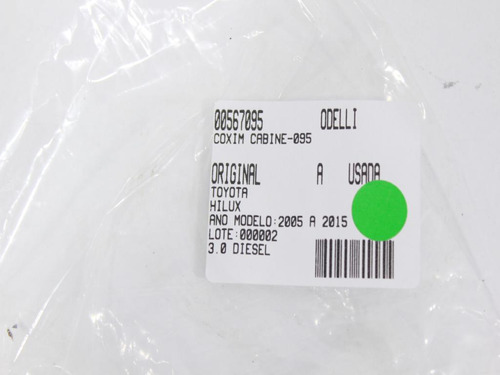 00567095 ODELLI
COXIM CABINE-095
ORIGINAL A USADA
TOYOTA
HILUX
ANO MODELO:2005 A 2015
LOTE:000002
3.0 DIESEL